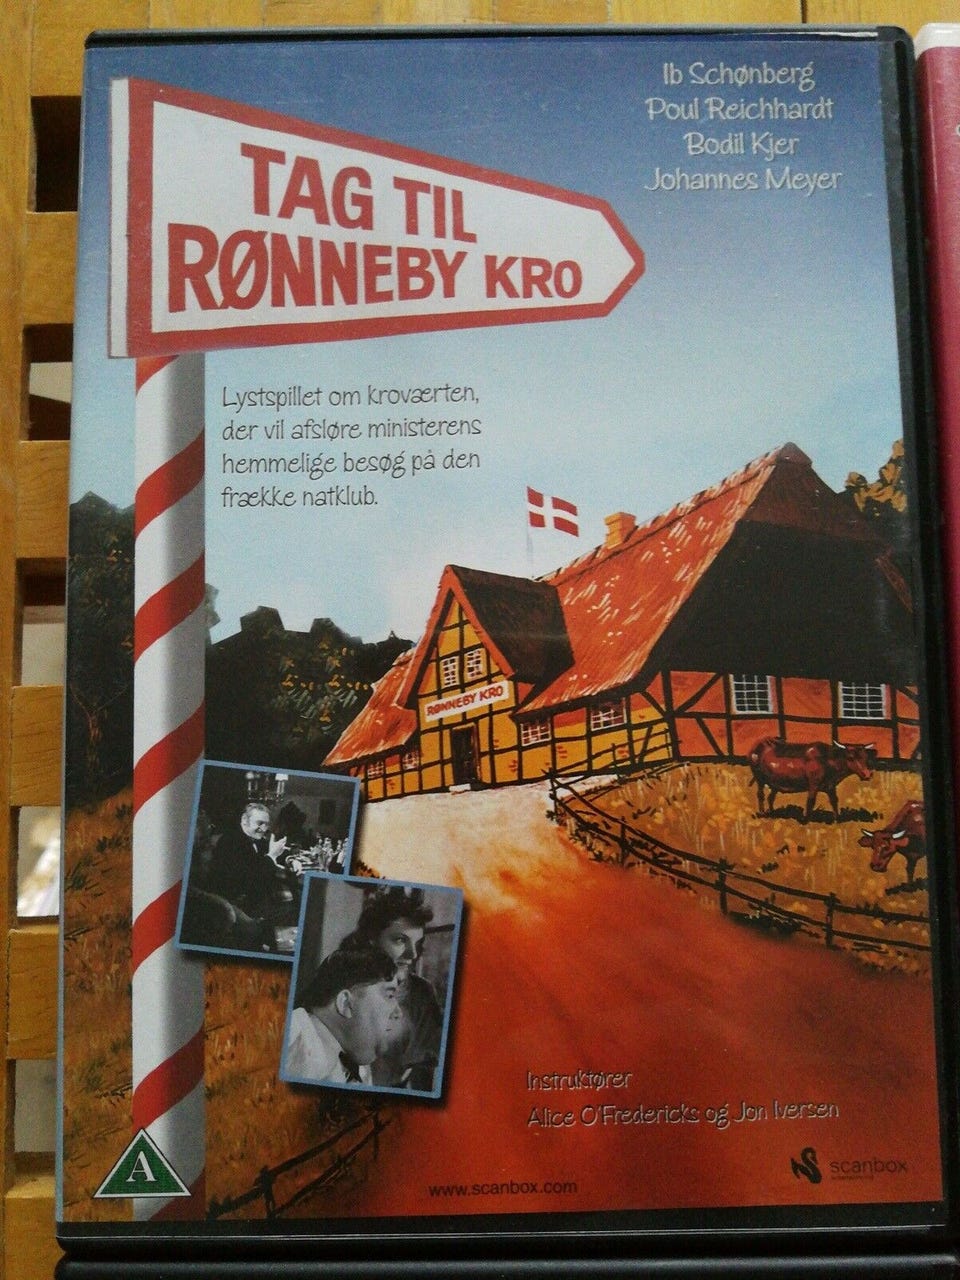 Ib Schønberg
Poul Reichhardt
Bodil Kjer
Johannes Meyer
TAG TIL
RØNNEBY KRO
Lystspillet om kroværten,
der vil afsløre ministerens
hemmelige besøg på den
frække natklub.
RØNNEBY KRO
Instruktører
Alice O'Fredericks og Jon Iversen
A
www.scanbox.com
scanbox